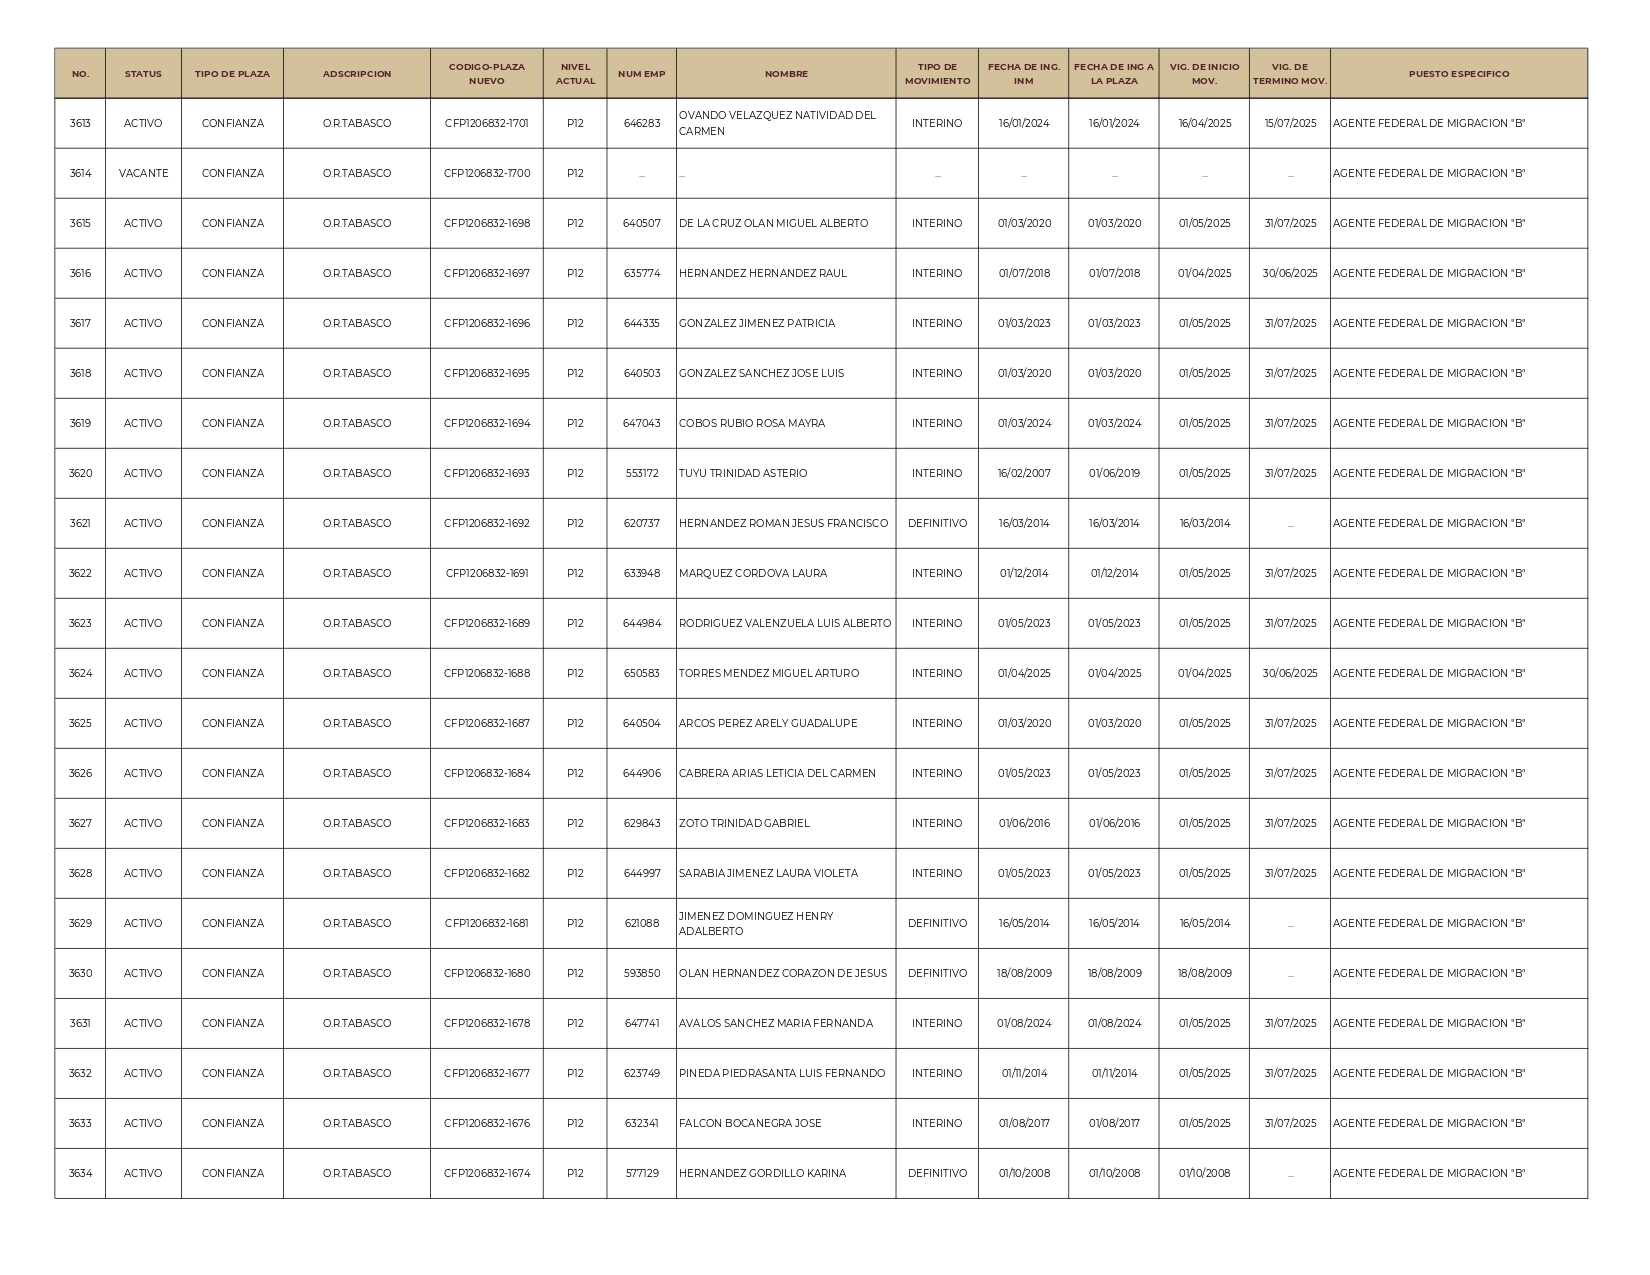 NO. STATUS TIPO DE PLAZA ADSCRIPCION CODIGO-PLAZA NUEVO NIVEL ACTUAL NUM EMP NOMBRE TIPO DE MOVIMIENTO FECHA DE ING. INM FECHA DE ING A LA PLAZA VIG. DE INICIO MOV. VIG. DE TERMINO MOV. PUESTO ESPECIFICO
3613 ACTIVO CONFIANZA O.R.TABASCO CFP1206832-1701 P12 646283 OVANDO VELAZQUEZ NATIVIDAD DEL CARMEN INTERINO 16/01/2024 16/01/2024 16/04/2025 15/07/2025 AGENTE FEDERAL DE MIGRACION "B"
3614 VACANTE CONFIANZA O.R.TABASCO CFP1206832-1700 P12 ... ... ... ... ... ... ... AGENTE FEDERAL DE MIGRACION "B"
3615 ACTIVO CONFIANZA O.R.TABASCO CFP1206832-1698 P12 640507 DE LA CRUZ OLAN MIGUEL ALBERTO INTERINO 01/03/2020 01/03/2020 01/05/2025 31/07/2025 AGENTE FEDERAL DE MIGRACION "B"
3616 ACTIVO CONFIANZA O.R.TABASCO CFP1206832-1697 P12 635774 HERNANDEZ HERNANDEZ RAUL INTERINO 01/07/2018 01/07/2018 01/04/2025 30/06/2025 AGENTE FEDERAL DE MIGRACION "B"
3617 ACTIVO CONFIANZA O.R.TABASCO CFP1206832-1696 P12 644335 GONZALEZ JIMENEZ PATRICIA INTERINO 01/03/2023 01/03/2023 01/05/2025 31/07/2025 AGENTE FEDERAL DE MIGRACION "B"
3618 ACTIVO CONFIANZA O.R.TABASCO CFP1206832-1695 P12 640503 GONZALEZ SANCHEZ JOSE LUIS INTERINO 01/03/2020 01/03/2020 01/05/2025 31/07/2025 AGENTE FEDERAL DE MIGRACION "B"
3619 ACTIVO CONFIANZA O.R.TABASCO CFP1206832-1694 P12 647043 COBOS RUBIO ROSA MAYRA INTERINO 01/03/2024 01/03/2024 01/05/2025 31/07/2025 AGENTE FEDERAL DE MIGRACION "B"
3620 ACTIVO CONFIANZA O.R.TABASCO CFP1206832-1693 P12 553172 TUYU TRINIDAD ASTERIO INTERINO 16/02/2007 01/06/2019 01/05/2025 31/07/2025 AGENTE FEDERAL DE MIGRACION "B"
3621 ACTIVO CONFIANZA O.R.TABASCO CFP1206832-1692 P12 620737 HERNANDEZ ROMAN JESUS FRANCISCO DEFINITIVO 16/03/2014 16/03/2014 16/03/2014 ... AGENTE FEDERAL DE MIGRACION "B"
3622 ACTIVO CONFIANZA O.R.TABASCO CFP1206832-1691 P12 633948 MARQUEZ CORDOVA LAURA INTERINO 01/12/2014 01/12/2014 01/05/2025 31/07/2025 AGENTE FEDERAL DE MIGRACION "B"
3623 ACTIVO CONFIANZA O.R.TABASCO CFP1206832-1689 P12 644984 RODRIGUEZ VALENZUELA LUIS ALBERTO INTERINO 01/05/2023 01/05/2023 01/05/2025 31/07/2025 AGENTE FEDERAL DE MIGRACION "B"
3624 ACTIVO CONFIANZA O.R.TABASCO CFP1206832-1688 P12 650583 TORRES MENDEZ MIGUEL ARTURO INTERINO 01/04/2025 01/04/2025 01/04/2025 30/06/2025 AGENTE FEDERAL DE MIGRACION "B"
3625 ACTIVO CONFIANZA O.R.TABASCO CFP1206832-1687 P12 640504 ARCOS PEREZ ARELY GUADALUPE INTERINO 01/03/2020 01/03/2020 01/05/2025 31/07/2025 AGENTE FEDERAL DE MIGRACION "B"
3626 ACTIVO CONFIANZA O.R.TABASCO CFP1206832-1684 P12 644906 CABRERA ARIAS LETICIA DEL CARMEN INTERINO 01/05/2023 01/05/2023 01/05/2025 31/07/2025 AGENTE FEDERAL DE MIGRACION "B"
3627 ACTIVO CONFIANZA O.R.TABASCO CFP1206832-1683 P12 629843 ZOTO TRINIDAD GABRIEL INTERINO 01/06/2016 01/06/2016 01/05/2025 31/07/2025 AGENTE FEDERAL DE MIGRACION "B"
3628 ACTIVO CONFIANZA O.R.TABASCO CFP1206832-1682 P12 644997 SARABIA JIMENEZ LAURA VIOLETA INTERINO 01/05/2023 01/05/2023 01/05/2025 31/07/2025 AGENTE FEDERAL DE MIGRACION "B"
3629 ACTIVO CONFIANZA O.R.TABASCO CFP1206832-1681 P12 621088 JIMENEZ DOMINGUEZ HENRY ADALBERTO DEFINITIVO 16/05/2014 16/05/2014 16/05/2014 ... AGENTE FEDERAL DE MIGRACION "B"
3630 ACTIVO CONFIANZA O.R.TABASCO CFP1206832-1680 P12 593850 OLAN HERNANDEZ CORAZON DE JESUS DEFINITIVO 18/08/2009 18/08/2009 18/08/2009 ... AGENTE FEDERAL DE MIGRACION "B"
3631 ACTIVO CONFIANZA O.R.TABASCO CFP1206832-1678 P12 647741 AVALOS SANCHEZ MARIA FERNANDA INTERINO 01/08/2024 01/08/2024 01/05/2025 31/07/2025 AGENTE FEDERAL DE MIGRACION "B"
3632 ACTIVO CONFIANZA O.R.TABASCO CFP1206832-1677 P12 623749 PINEDA PIEDRASANTA LUIS FERNANDO INTERINO 01/11/2014 01/11/2014 01/05/2025 31/07/2025 AGENTE FEDERAL DE MIGRACION "B"
3633 ACTIVO CONFIANZA O.R.TABASCO CFP1206832-1676 P12 632341 FALCON BOCANEGRA JOSE INTERINO 01/08/2017 01/08/2017 01/05/2025 31/07/2025 AGENTE FEDERAL DE MIGRACION "B"
3634 ACTIVO CONFIANZA O.R.TABASCO CFP1206832-1674 P12 577129 HERNANDEZ GORDILLO KARINA DEFINITIVO 01/10/2008 01/10/2008 01/10/2008 ... AGENTE FEDERAL DE MIGRACION "B"